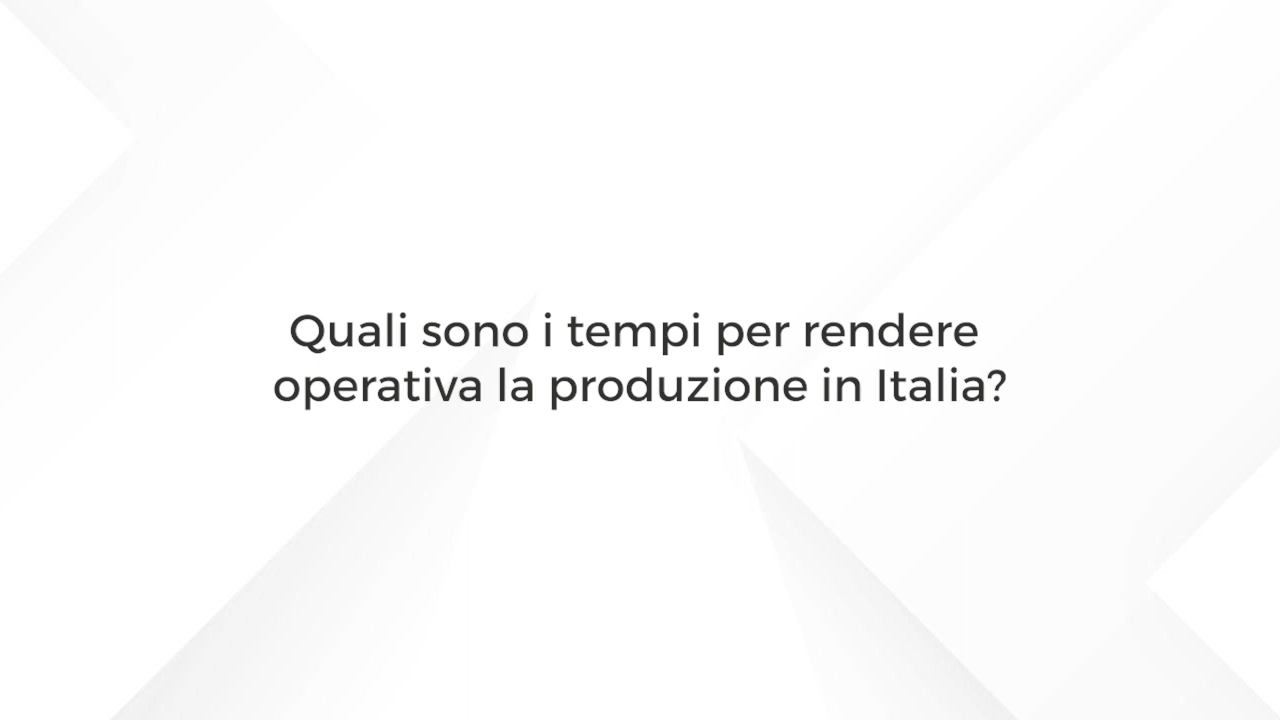 Quali sono i tempi per rendere
operativa la produzione in Italia?